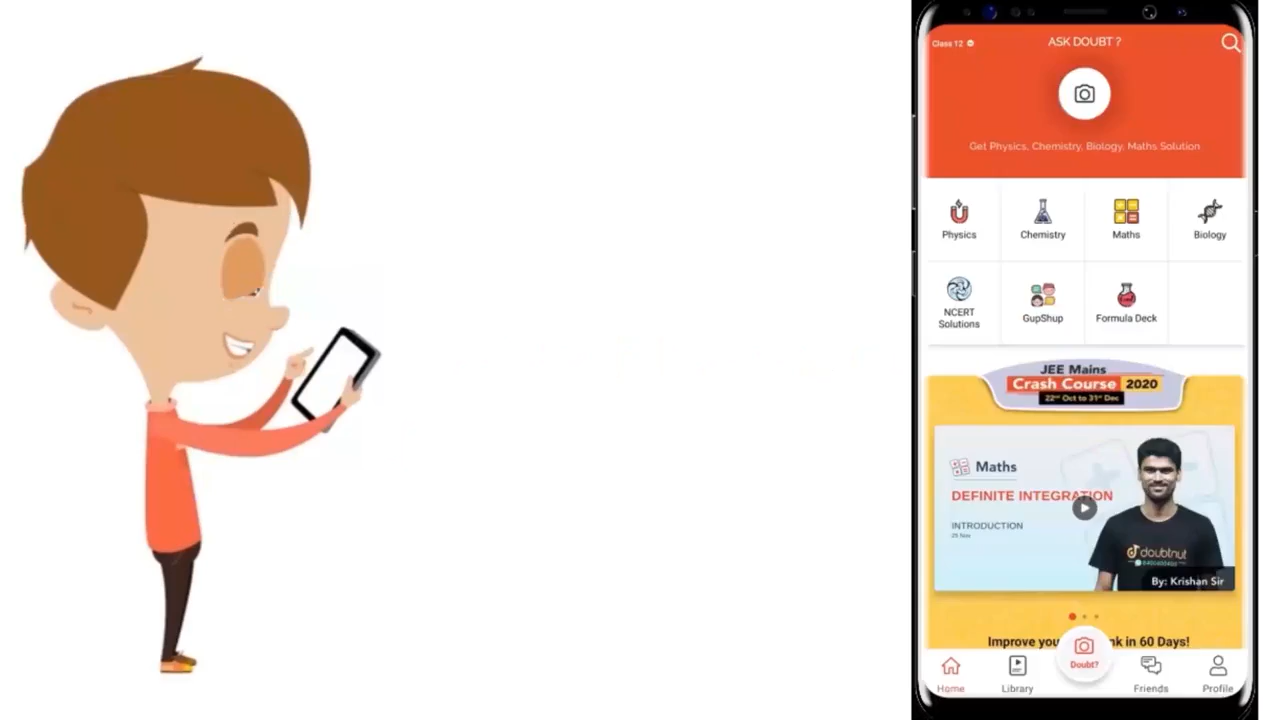 Class 12
ASK DOUBT ?
Get Physics, Chemistry, Biology, Maths Solution
Physics
Chemistry
Maths
Biology
NCERT
Solutions
GupShup
Formula Deck
JEE Mains
Crash Course 2020
22nd Oct to 31st Dec
Maths
DEFINITE INTEGRATION
INTRODUCTION
doubtnut
By: Krishan Sir
Improve you nk in 60 Days!
Doubt?
Home
Library
Friends
Profile